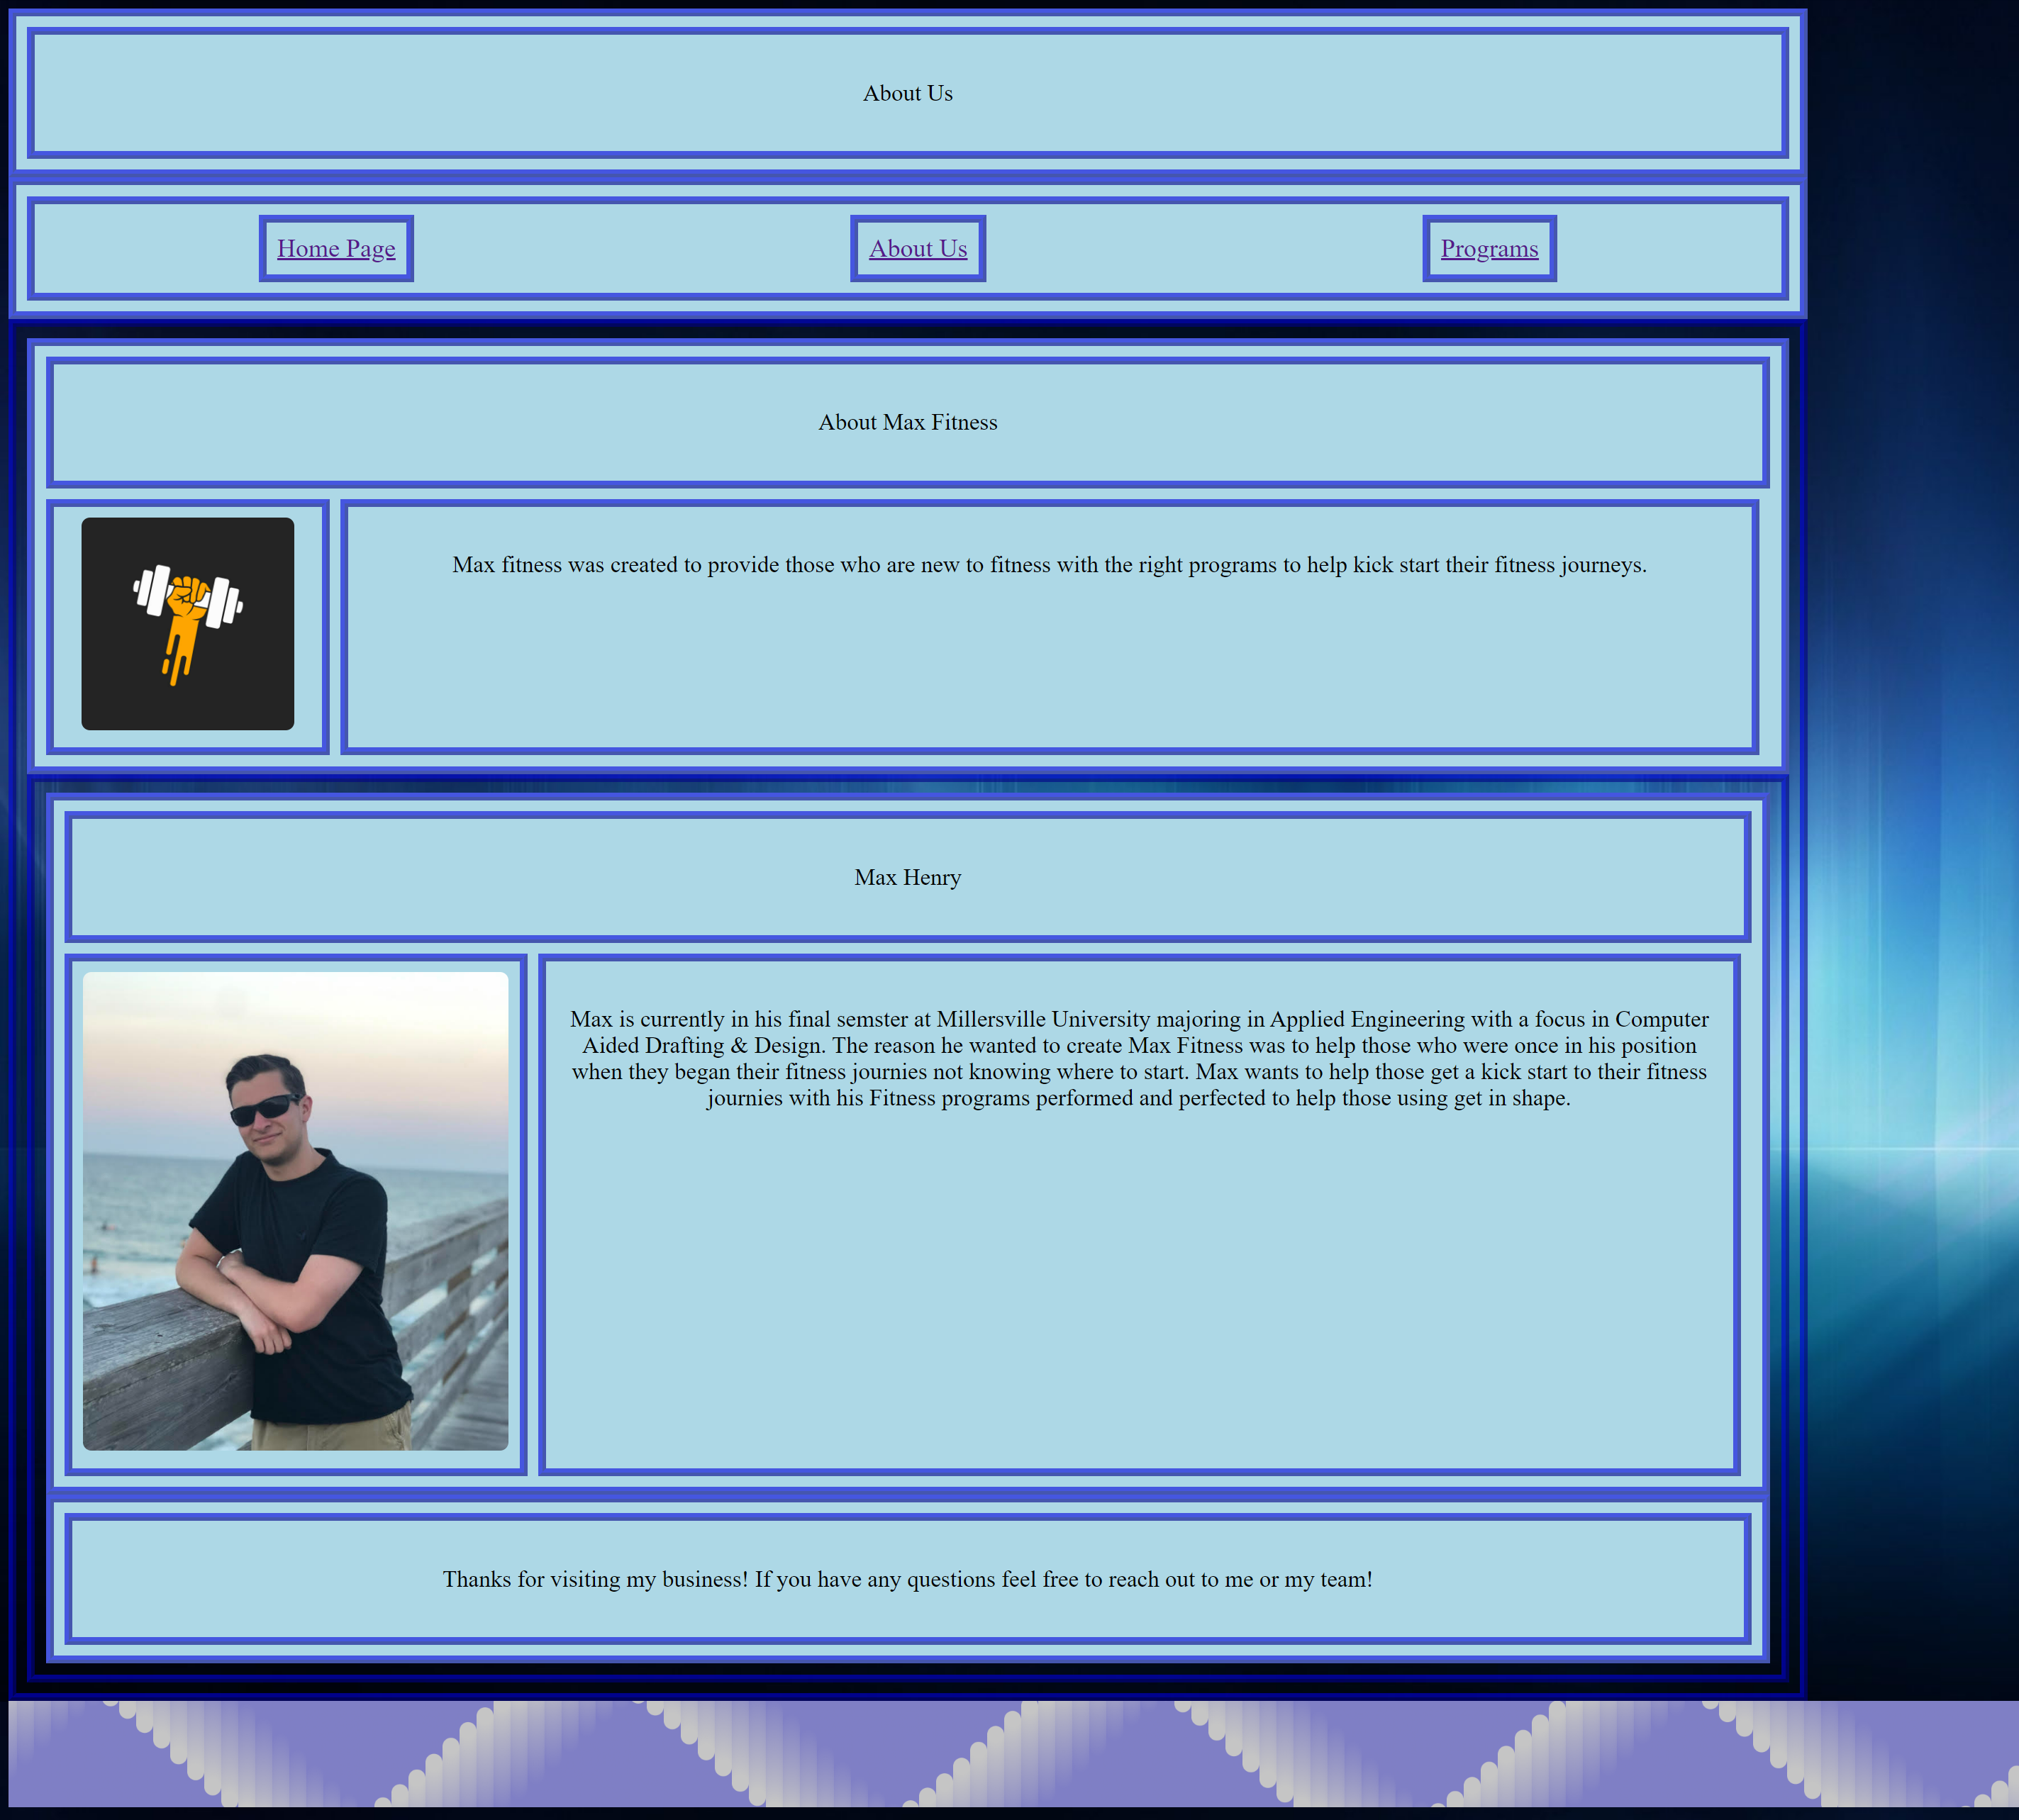 About Us
Home Page
About Us
Programs
About Max Fitness
Max fitness was created to provide those who are new to fitness with the right programs to help kick start their fitness journeys.
Max Henry
Max is currently in his final semster at Millersville University majoring in Applied Engineering with a focus in Computer
Aided Drafting & Design. The reason he wanted to create Max Fitness was to help those who were once in his position
when they began their fitness journies not knowing where to start. Max wants to help those get a kick start to their fitness
journies with his Fitness programs performed and perfected to help those using get in shape.
Thanks for visiting my business! If you have any questions feel free to reach out to me or my team!